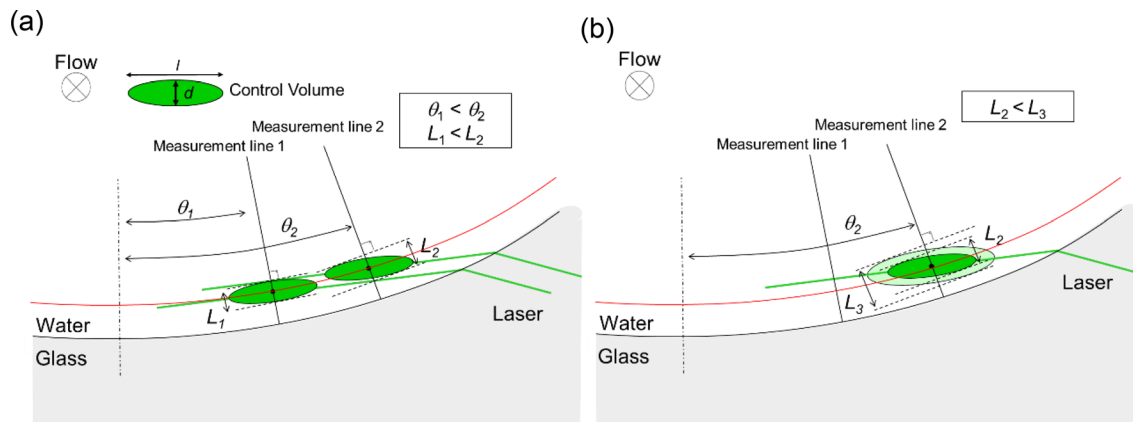 (a)
Flow
l
d
Control Volume
θ1 < θ2
L1 < L2
Measurement line 2
Measurement line 1
θ1
θ2
L2
L1
Water
Glass
Laser
(b)
Flow
L2 < L3
Measurement line 2
Measurement line 1
θ2
L2
L3
Water
Glass
Laser